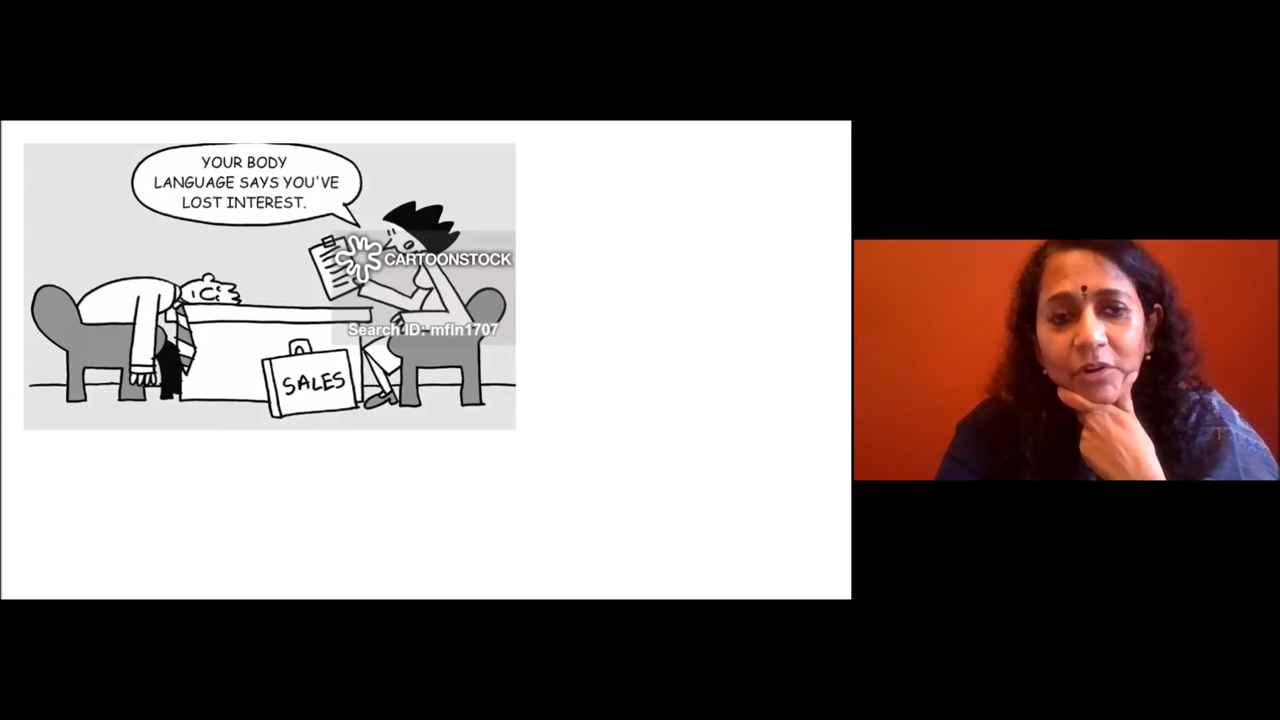 YOUR BODY
LANGUAGE SAYS YOU'VE
LOST INTEREST.
CARTOONSTOCK
Search ID: mfln1707
SALES